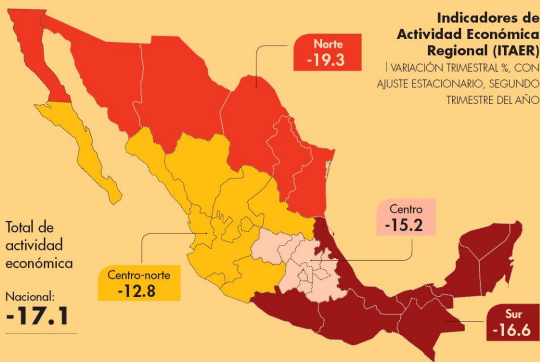 Indicadores de
Actividad Económica
Regional (ITAER)
| VARIACIÓN TRIMESTRAL %, CON
AJUSTE ESTACIONARIO, SEGUNDO
TRIMESTRE DEL AÑO
Norte
-19.3
Centro
-15.2
Total de
actividad
económica
Nacional:
-17.1
Centro-norte
-12.8
Sur
-16.6